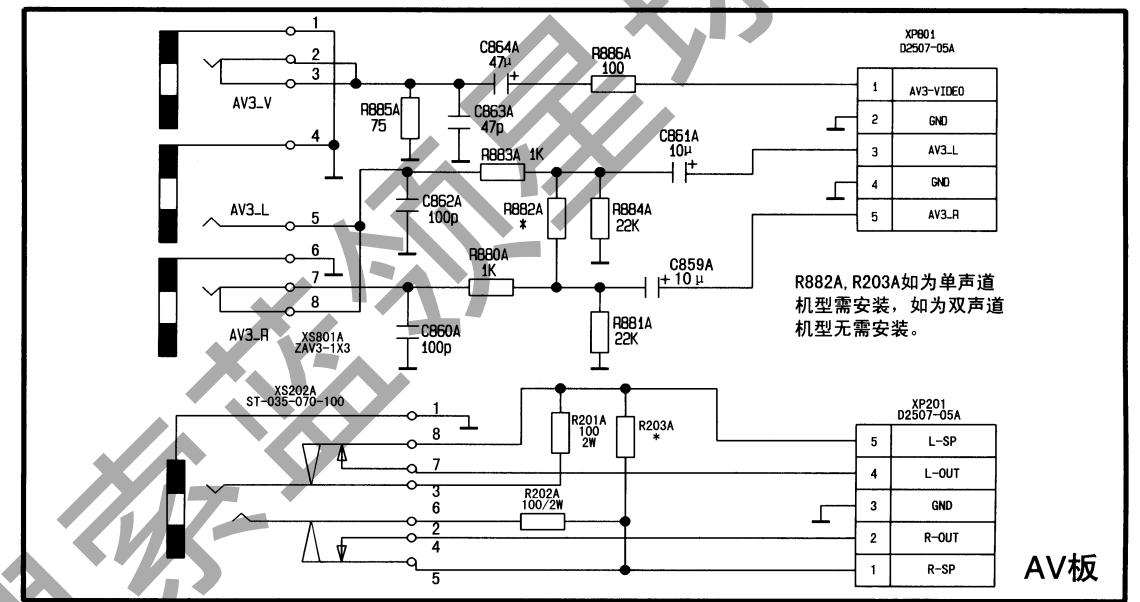 1
2
3
AV3_V
4
AV3_L
5
6
7
8
AV3_R
XS801A
ZAV3-1X3
C864A
47μ
+
R886A
100
R885A
75
C863A
47p
R883A 1K
C862A
100p
R882A
*
R884A
22K
C861A
10μ
+
R880A
1K
C859A
+ 10 μ
C860A
100p
R881A
22K
XP801
D2507-05A
1 AV3-VIDEO
2 GND
3 AV3_L
4 GND
5 AV3_R
R882A, R203A如为单声道
机型需安装，如为双声道
机型无需安装。
XS202A
ST-035-070-100
1
8
7
3
6
2
4
5
R201A
100
2W
R203A
*
R202A
100/2W
XP201
D2507-05A
5 L-SP
4 L-OUT
3 GND
2 R-OUT
1 R-SP
AV板
索蓝领星球